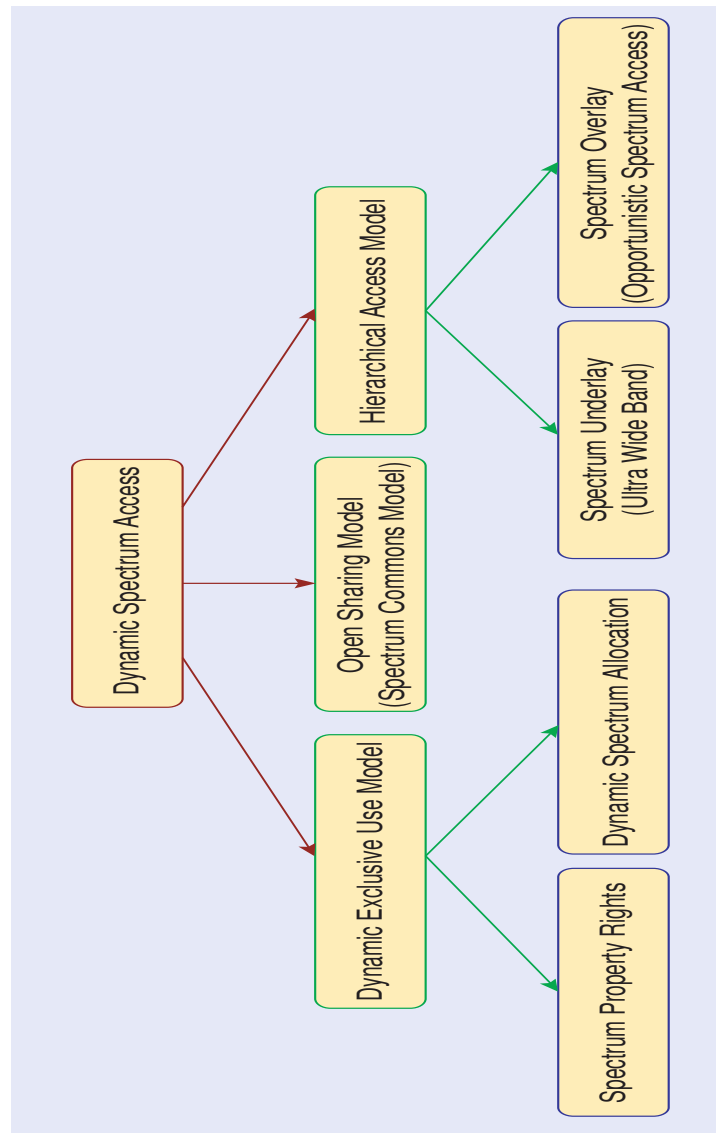 Dynamic Spectrum Access
Dynamic Exclusive Use Model
Open Sharing Model
(Spectrum Commons Model)
Hierarchical Access Model
Spectrum Property Rights
Dynamic Spectrum Allocation
Spectrum Underlay
(Ultra Wide Band)
Spectrum Overlay
(Opportunistic Spectrum Access)